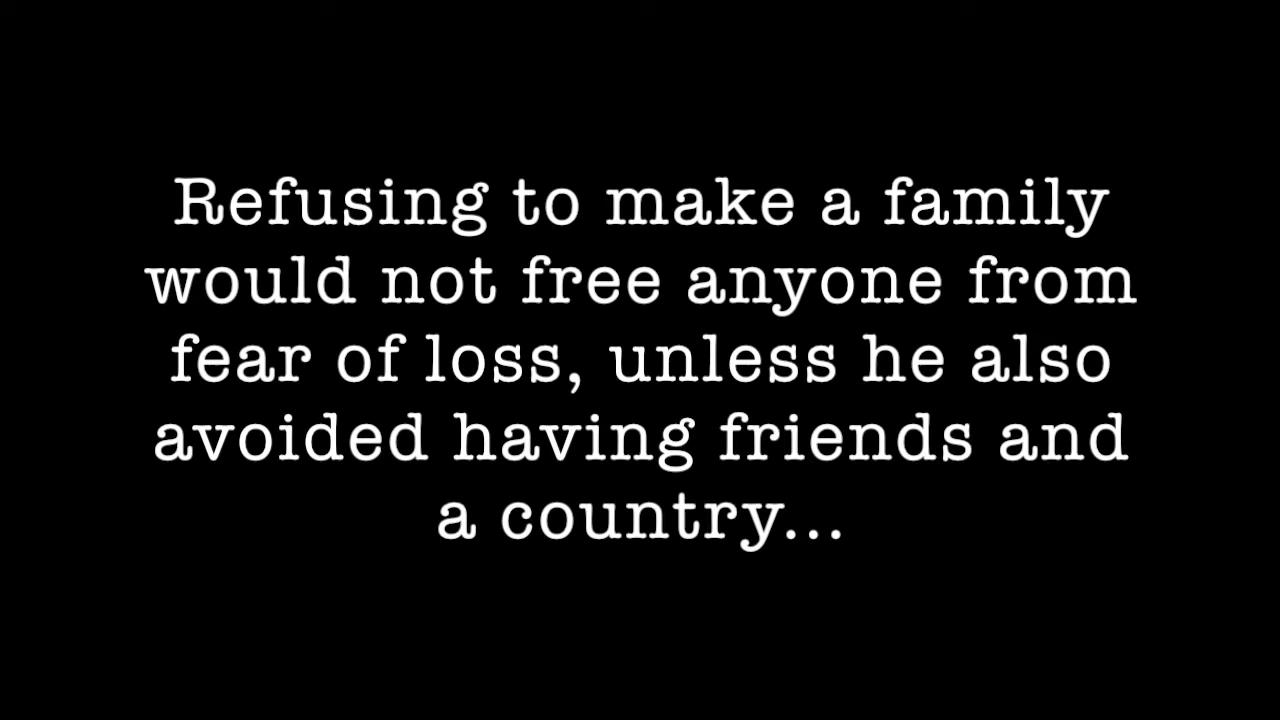 Refusing to make a family
would not free anyone from
fear of loss, unless he also
avoided having friends and
a country...